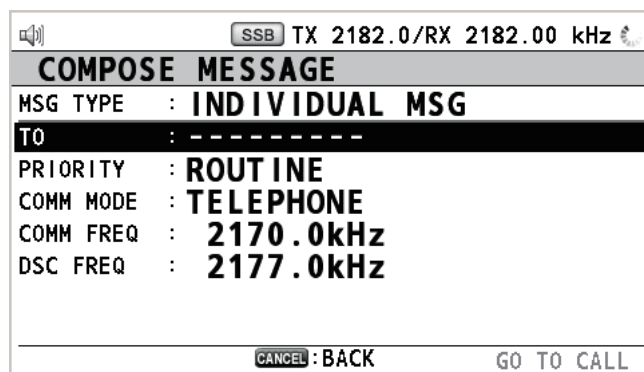 SSB TX 2182.0/RX 2182.00 kHz
COMPOSE MESSAGE
MSG TYPE : INDIVIDUAL MSG
TO : ---------
PRIORITY : ROUTINE
COMM MODE : TELEPHONE
COMM FREQ : 2170.0kHz
DSC FREQ : 2177.0kHz
CANCEL : BACK GO TO CALL